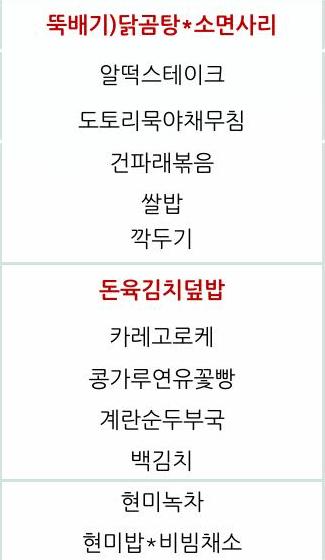 뚝배기)닭곰탕*소면사리
알떡스테이크
도토리묵야채무침
건파래볶음
쌀밥
깍두기
돈육김치덮밥
카레고로케
콩가루연유꽃빵
계란순두부국
백김치
현미녹차
현미밥*비빔채소